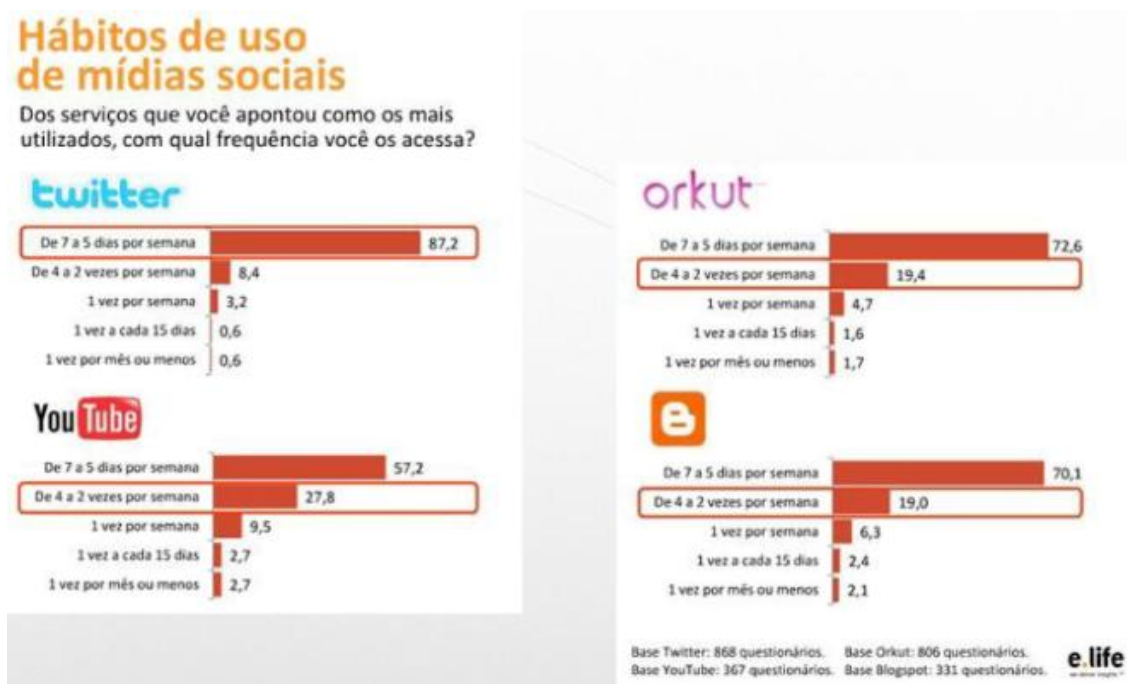 Hábitos de uso
de mídias sociais
Dos serviços que você apontou como os mais
utilizados, com qual frequência você os acessa?
twitter
De 7 a 5 dias por semana 87,2
De 4 a 2 vezes por semana 8,4
1 vez por semana 3,2
1 vez a cada 15 dias 0,6
1 vez por mês ou menos 0,6
You Tube
De 7 a 5 dias por semana 57,2
De 4 a 2 vezes por semana 27,8
1 vez por semana 9,5
1 vez a cada 15 dias 2,7
1 vez por mês ou menos 2,7
orkut
De 7 a 5 dias por semana 72,6
De 4 a 2 vezes por semana 19,4
1 vez por semana 4,7
1 vez a cada 15 dias 1,6
1 vez por mês ou menos 1,7
De 7 a 5 dias por semana 70,1
De 4 a 2 vezes por semana 19,0
1 vez por semana 6,3
1 vez a cada 15 dias 2,4
1 vez por mês ou menos 2,1
Base Twitter: 868 questionários. Base Orkut: 806 questionários.
Base YouTube: 367 questionários. Base Blogspot: 331 questionários.
e.life